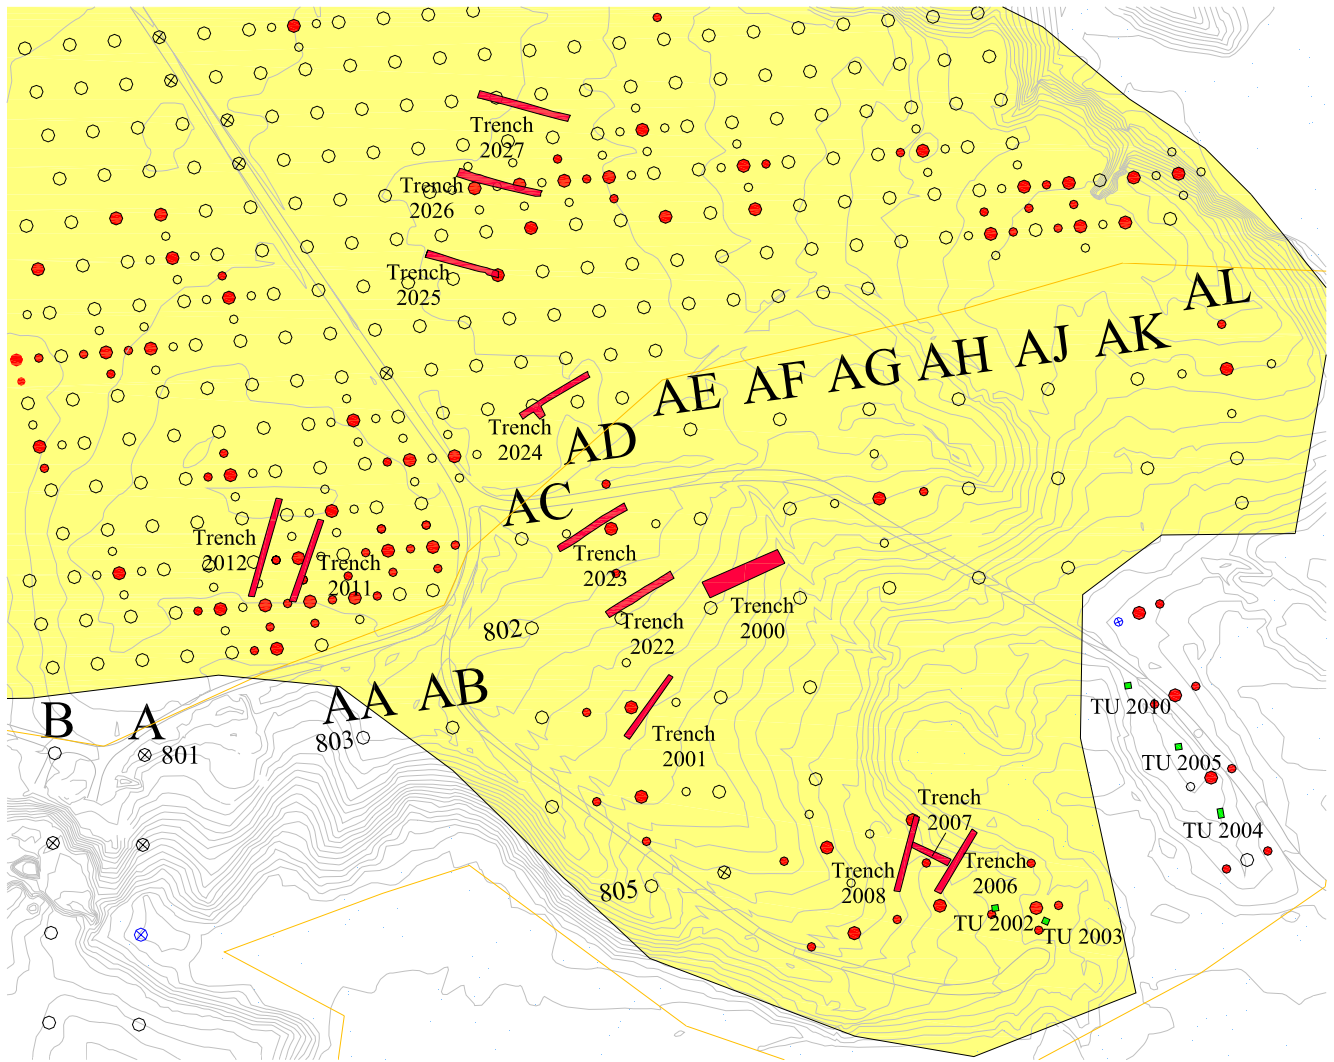 Trench
2027
Trench
2026
Trench
2025
AL
AK
AJ
AH
AG
AF
AE
Trench
2024
AD
AC
Trench
2012
Trench
2011
Trench
2023
Trench
2022
Trench
2000
802
AB
AA
A
B
803
801
Trench
2001
TU 2010
TU 2005
TU 2004
Trench
2007
Trench
2006
Trench
2008
805
TU 2002
TU 2003